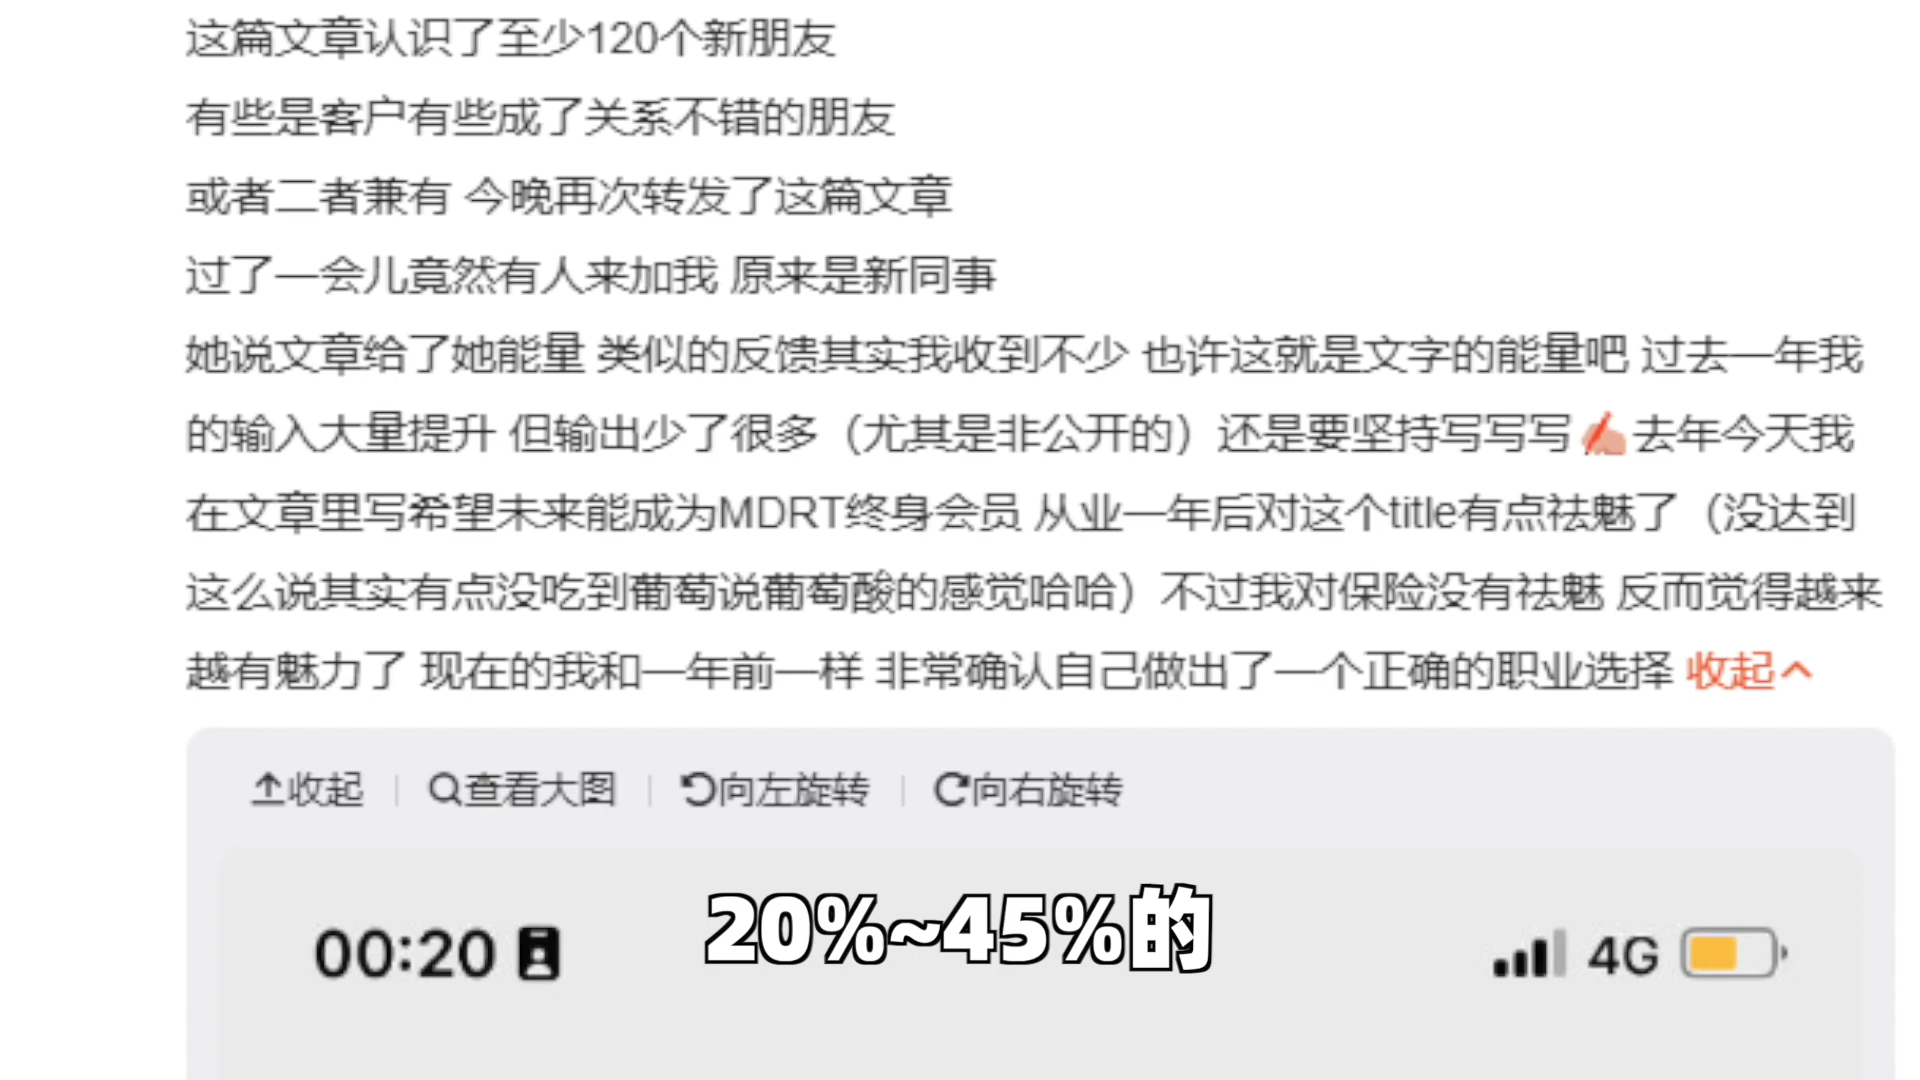 这篇文章认识了至少120个新朋友
有些是客户有些成了关系不错的朋友
或者二者兼有 今晚再次转发了这篇文章
过了一会儿竟然有人来加我 原来是新同事
她说文章给了她能量 类似的反馈其实我收到不少 也许这就是文字的能量吧 过去一年我
的输入大量提升 但输出少了很多（尤其是非公开的）还是要坚持写写写✍去年今天我
在文章里写希望未来能成为MDRT终身会员 从业一年后对这个title有点祛魅了（没达到
这么说其实有点没吃到葡萄说葡萄酸的感觉哈哈）不过我对保险没有祛魅 反而觉得越来
越有魅力了 现在的我和一年前一样 非常确认自己做出了一个正确的职业选择 收起
收起 查看大图 向左旋转 向右旋转
00:20 4G
20%~45%的